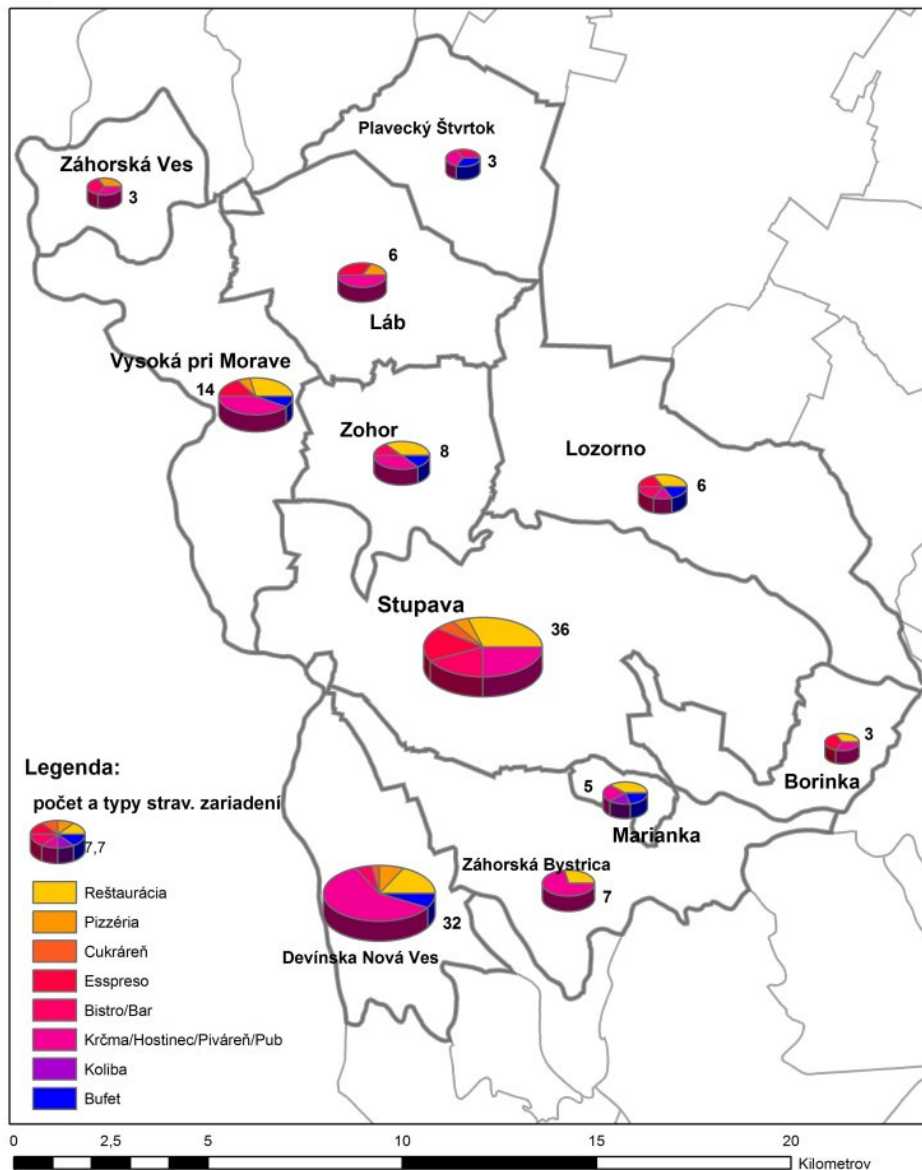 Plavecký Štvrtok
3
Záhorská Ves
3
6
Láb
Vysoká pri Morave
14
Zohor
8
Lozorno
6
Stupava
36
3
Borinka
5
Marianka
Záhorská Bystrica
7
32
Devínska Nová Ves
Legenda:
počet a typy strav. zariadení
7,7
Reštaurácia
Pizzéria
Cukráreň
Esspreso
Bistro/Bar
Krčma/Hostinec/Piváreň/Pub
Koliba
Bufet
0 2,5 5 10 15 20
Kilometrov